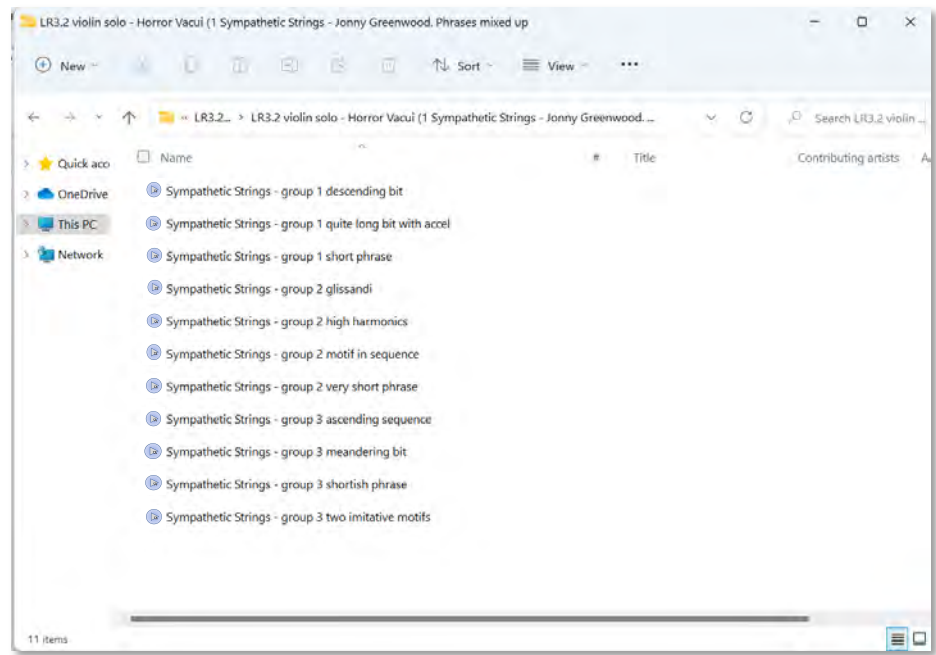 LR3.2 violin solo - Horror Vacui (1 Sympathetic Strings - Jonny Greenwood. Phrases mixed up
New
Sort
View
•••
« LR3.2... > LR3.2 violin solo - Horror Vacui (1 Sympathetic Strings - Jonny Greenwood. ...
Search LR3.2 violin ...
Name # Title Contributing artists
Quick acc
OneDrive
This PC
Network
Sympathetic Strings - group 1 descending bit
Sympathetic Strings - group 1 quite long bit with accel
Sympathetic Strings - group 1 short phrase
Sympathetic Strings - group 2 glissandi
Sympathetic Strings - group 2 high harmonics
Sympathetic Strings - group 2 motif in sequence
Sympathetic Strings - group 2 very short phrase
Sympathetic Strings - group 3 ascending sequence
Sympathetic Strings - group 3 meandering bit
Sympathetic Strings - group 3 shortish phrase
Sympathetic Strings - group 3 two imitative motifs
11 items